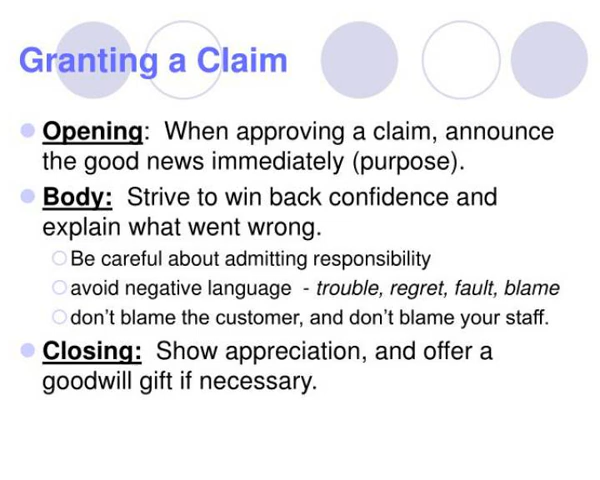 Granting a Claim
Opening:  When approving a claim, announce
the good news immediately (purpose).
Body:  Strive to win back confidence and
explain what went wrong.
Be careful about admitting responsibility
avoid negative language  - trouble, regret, fault, blame
don't blame the customer, and don't blame your staff.
Closing:  Show appreciation, and offer a
goodwill gift if necessary.